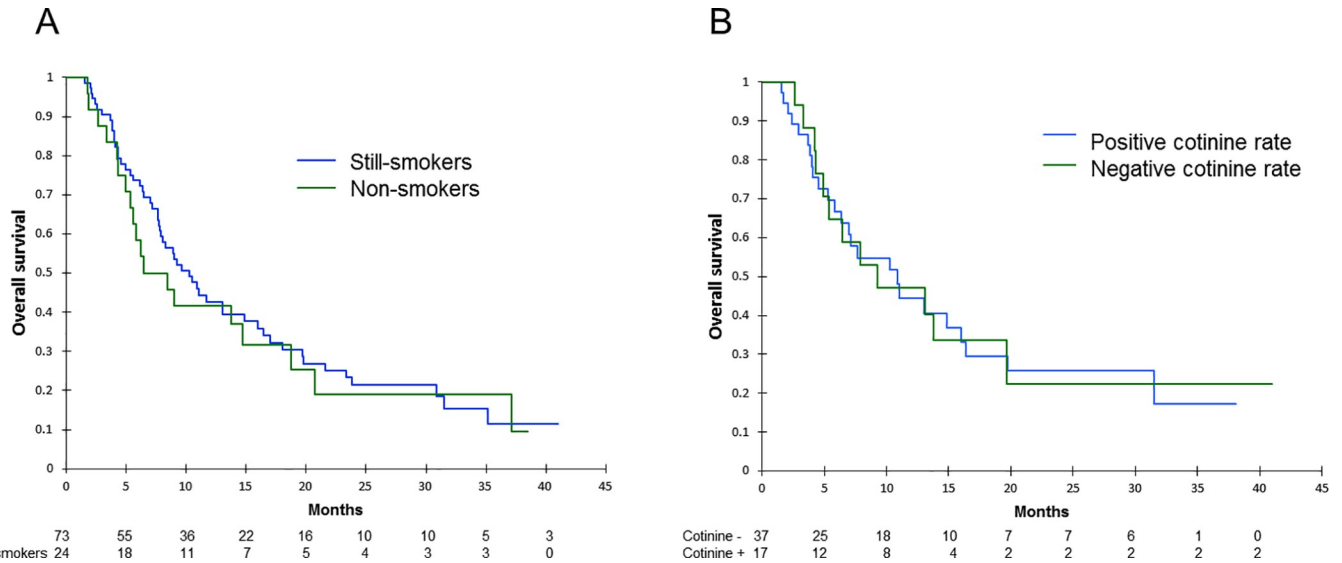 A
B
1
0.9
0.8
0.7
0.6
0.5
0.4
0.3
0.2
0.1
0
Overall survival
Still-smokers
Non-smokers
0 5 10 15 20 25 30 35 40 45
Months
73 55 36 22 16 10 10 5 3
smokers 24 18 11 7 5 4 3 3 0
1
0.9
0.8
0.7
0.6
0.5
0.4
0.3
0.2
0.1
0
Overall survival
Positive cotinine rate
Negative cotinine rate
0 5 10 15 20 25 30 35 40 45
Months
Cotinine - 37 25 18 10 7 7 6 1 0
Cotinine + 17 12 8 4 2 2 2 2 2